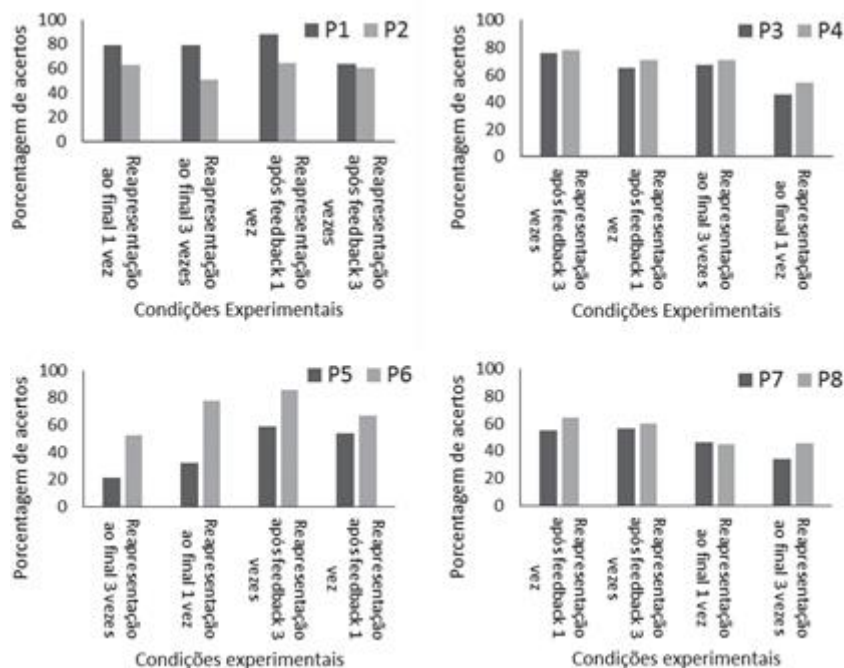 Porcentagem de acertos
100
80
60
40
20
0
P1 P2
Reapresentação
ao final 1 vez
Reapresentação
ao final 3 vezes
Reapresentação
após feedback 1
vez
Reapresentação
após feedback 3
vezes
Condições Experimentais
Porcentagem de acertos
100
80
60
40
20
0
P3 P4
Reapresentação
após feedback 3
vezes
Reapresentação
após feedback 1
vez
Reapresentação
ao final 3 vezes
Reapresentação
ao final 1 vez
Condições Experimentais
Porcentagem de acertos
100
80
60
40
20
0
P5 P6
Reapresentação
ao final 3 vezes
Reapresentação
ao final 1 vez
Reapresentação
após feedback 3
vezes
Reapresentação
após feedback 1
vez
Condições experimentais
Porcentagem de acertos
100
80
60
40
20
0
P7 P8
Reapresentação
após feedback 1
vez
Reapresentação
após feedback 3
vezes
Reapresentação
ao final 1 vez
Reapresentação
ao final 3 vezes
Condições experimentais